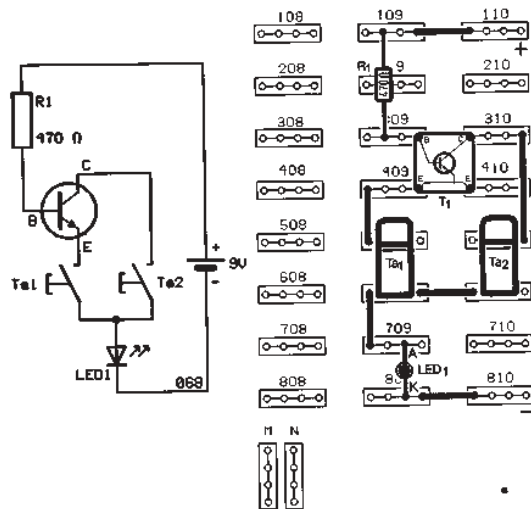 R1
470 Ω
C
B
E
Ta1
Ta2
+
9V
-
LED1
068
108
109
110
+
208
R1
9
210
470Ω
308
309
310
B
C
E
E
T1
408
409
410
508
Ta1
Ta2
608
708
709
710
A
LED1
808
80
K
810
-
M
N